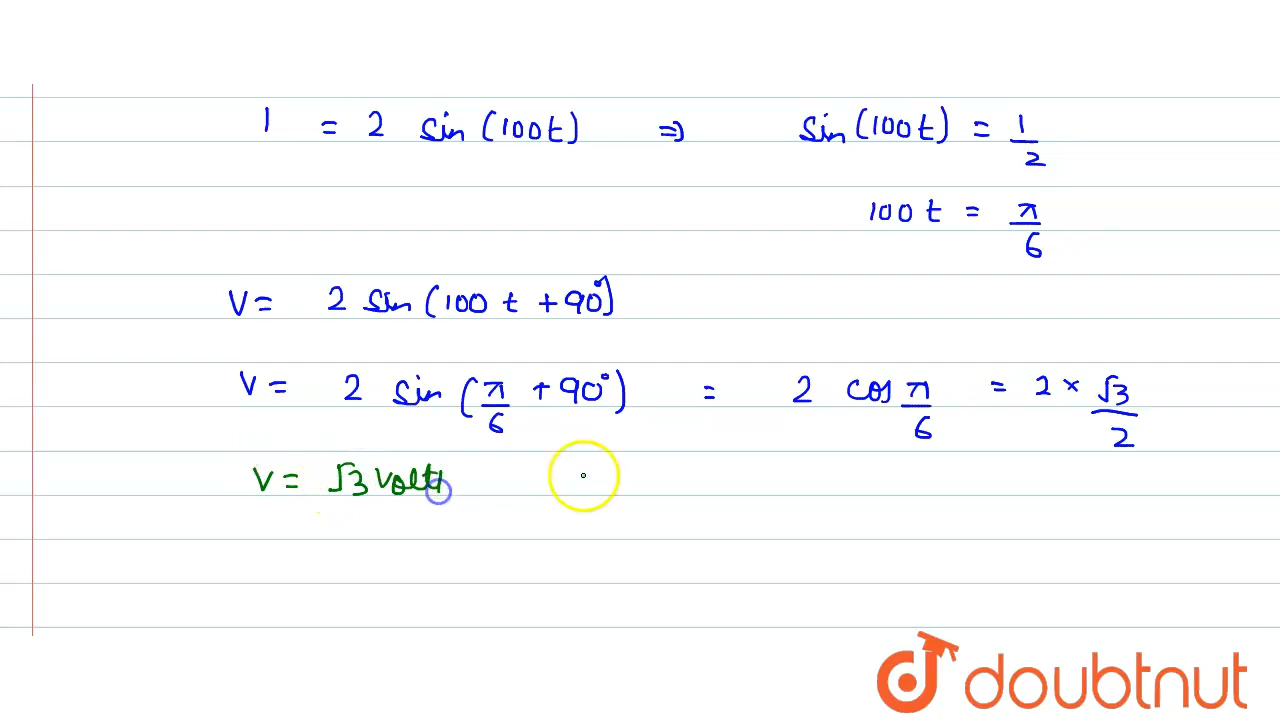 1 = 2 sin(100t) ⇒ sin(100t) = 1/2
100t = π/6
V = 2 sin(100t + 90°)
V = 2 sin(π/6 + 90°) = 2 cos π/6 = 2 × √3/2
V = √3 Volt
doubtnut